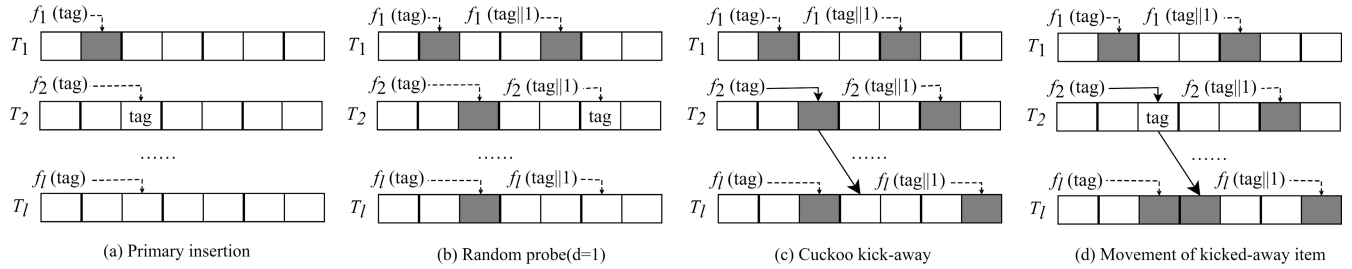 f1 (tag)
T1
f2 (tag)
T2
tag
......
fl (tag)
Tl
(a) Primary insertion
f1 (tag) f1 (tag||1)
T1
f2 (tag) f2 (tag||1)
T2
tag
......
fl (tag) fl (tag||1)
Tl
(b) Random probe(d=1)
f1 (tag) f1 (tag||1)
T1
f2 (tag) f2 (tag||1)
T2
......
fl (tag) fl (tag||1)
Tl
(c) Cuckoo kick-away
f1 (tag) f1 (tag||1)
T1
f2 (tag) f2 (tag||1)
T2
tag
......
fl (tag) fl (tag||1)
Tl
(d) Movement of kicked-away item